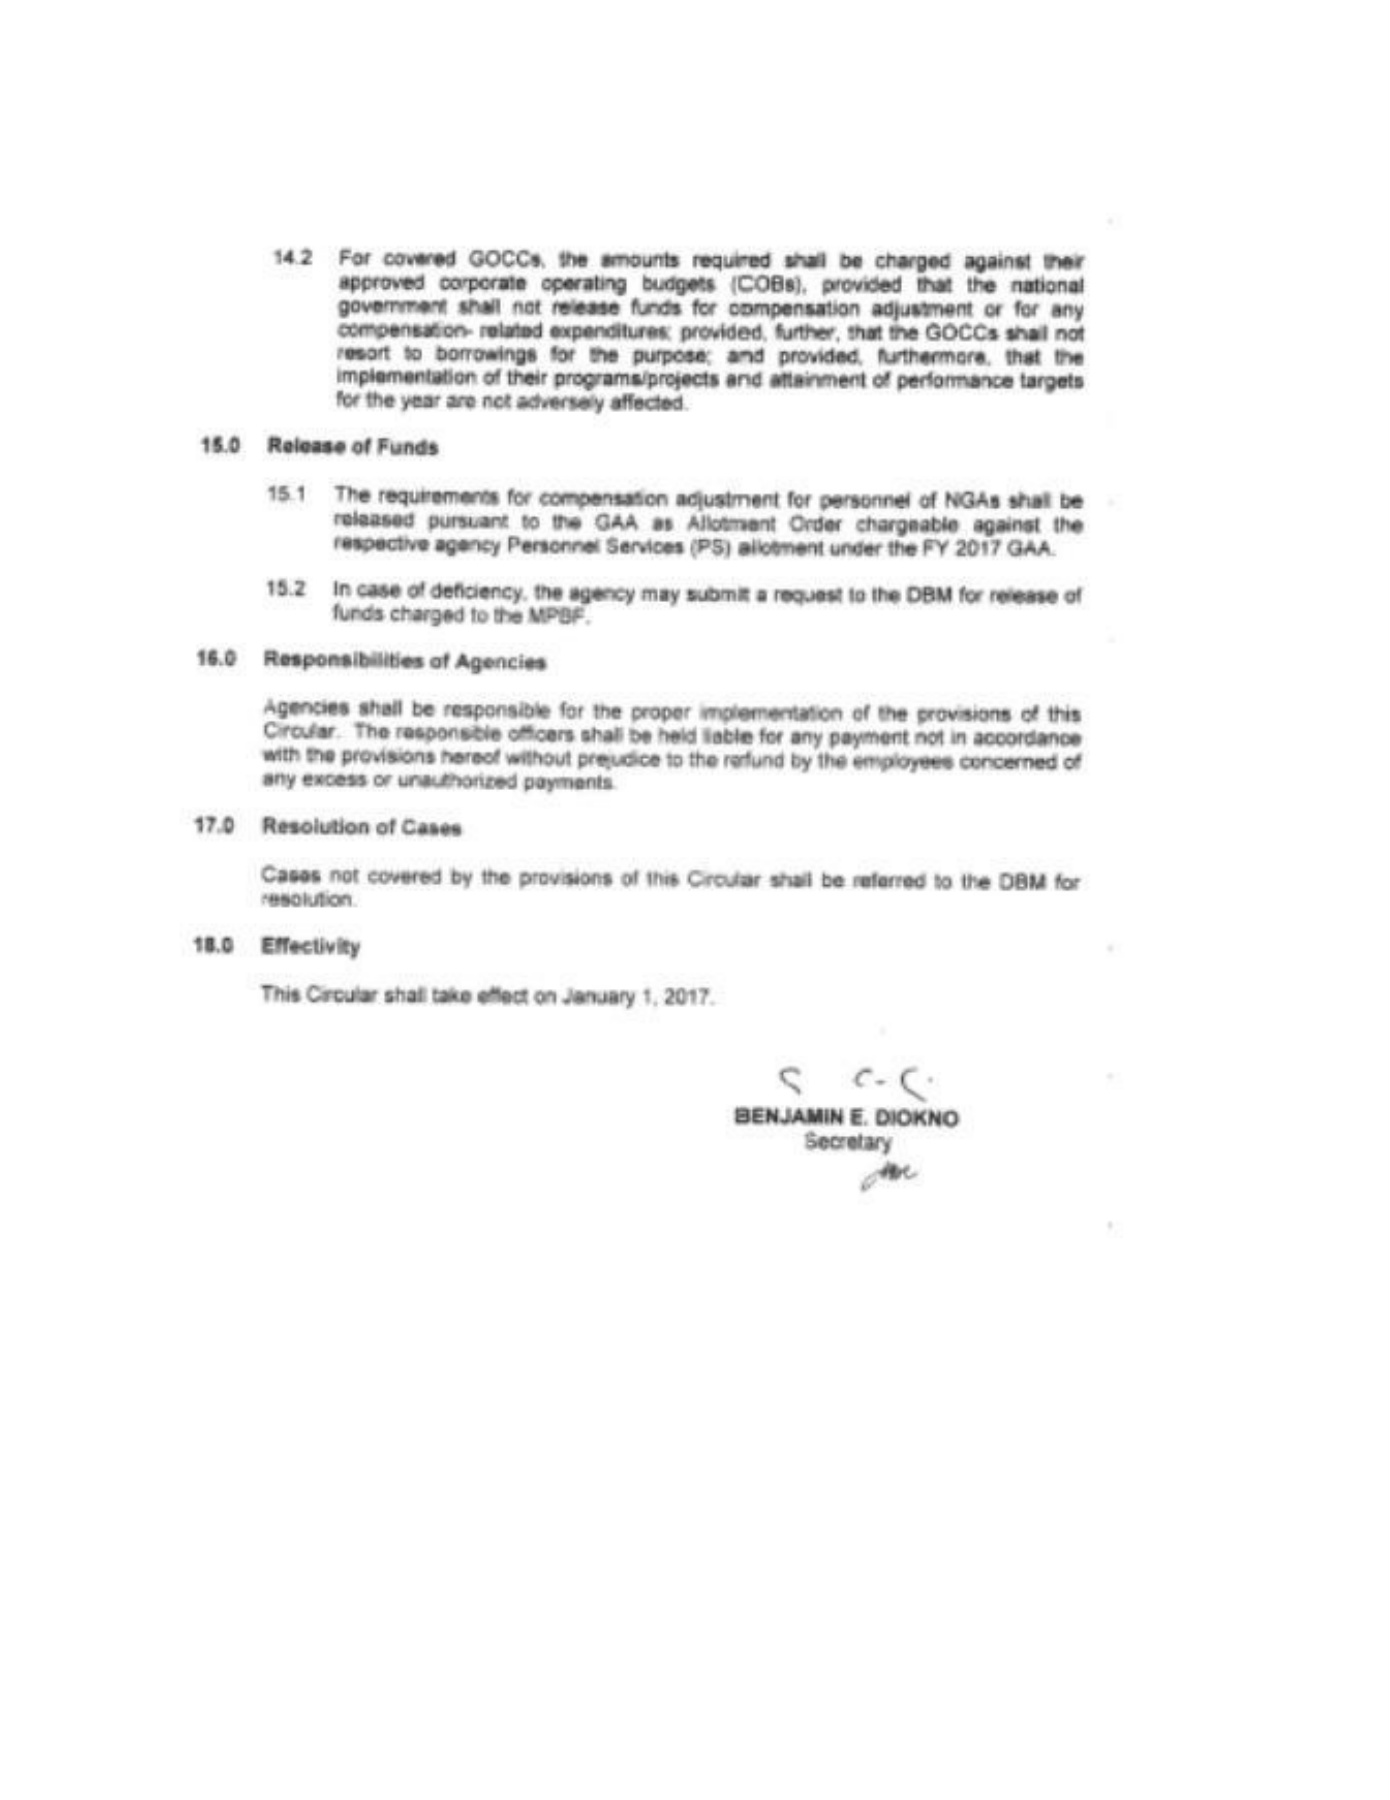 14.2 For covered GOCCs, the amounts required shall be charged against their
approved corporate operating budgets (COBs), provided that the national
government shall not release funds for compensation adjustment or for any
compensation- related expenditures; provided, further, that the GOCCs shall not
resort to borrowings for the purpose; and provided, furthermore, that the
implementation of their programs/projects and attainment of performance targets
for the year are not adversely affected.
15.0 Release of Funds
15.1 The requirements for compensation adjustment for personnel of NGAs shall be
released pursuant to the GAA as Allotment Order chargeable against the
respective agency Personnel Services (PS) allotment under the FY 2017 GAA.
15.2 In case of deficiency, the agency may submit a request to the DBM for release of
funds charged to the MPBF.
16.0 Responsibilities of Agencies
Agencies shall be responsible for the proper implementation of the provisions of this
Circular. The responsible officers shall be held liable for any payment not in accordance
with the provisions hereof without prejudice to the refund by the employees concerned of
any excess or unauthorized payments.
17.0 Resolution of Cases
Cases not covered by the provisions of this Circular shall be referred to the DBM for
resolution.
18.0 Effectivity
This Circular shall take effect on January 1, 2017.
BENJAMIN E. DIOKNO
Secretary